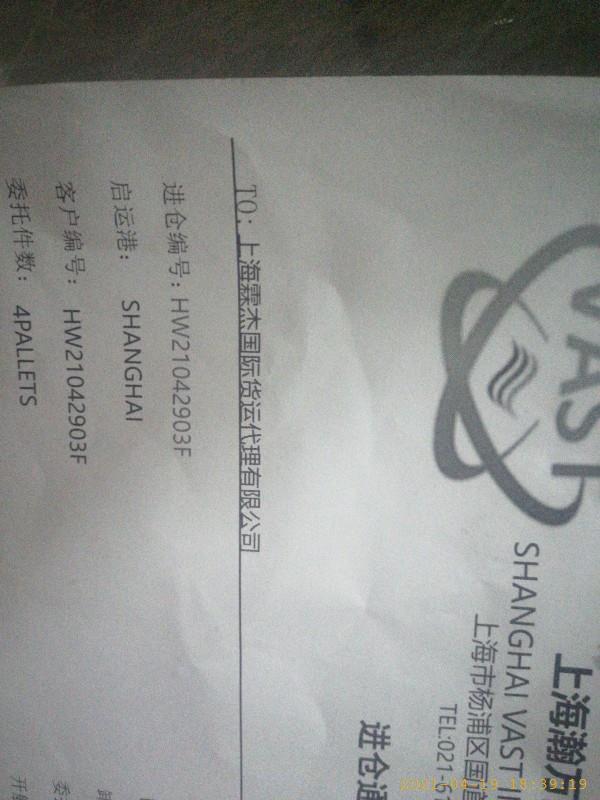 VAST
上海瀚
SHANGHAI VAST
上海市杨浦区国
TEL:021-6
进仓通
TO: 上海霖杰国际货运代理有限公司
进仓编号: HW21042903F
启运港: SHANGHAI
客户编号: HW21042903F
委托件数: 4PALLETS
委
开
2021-04-19 18:39:19